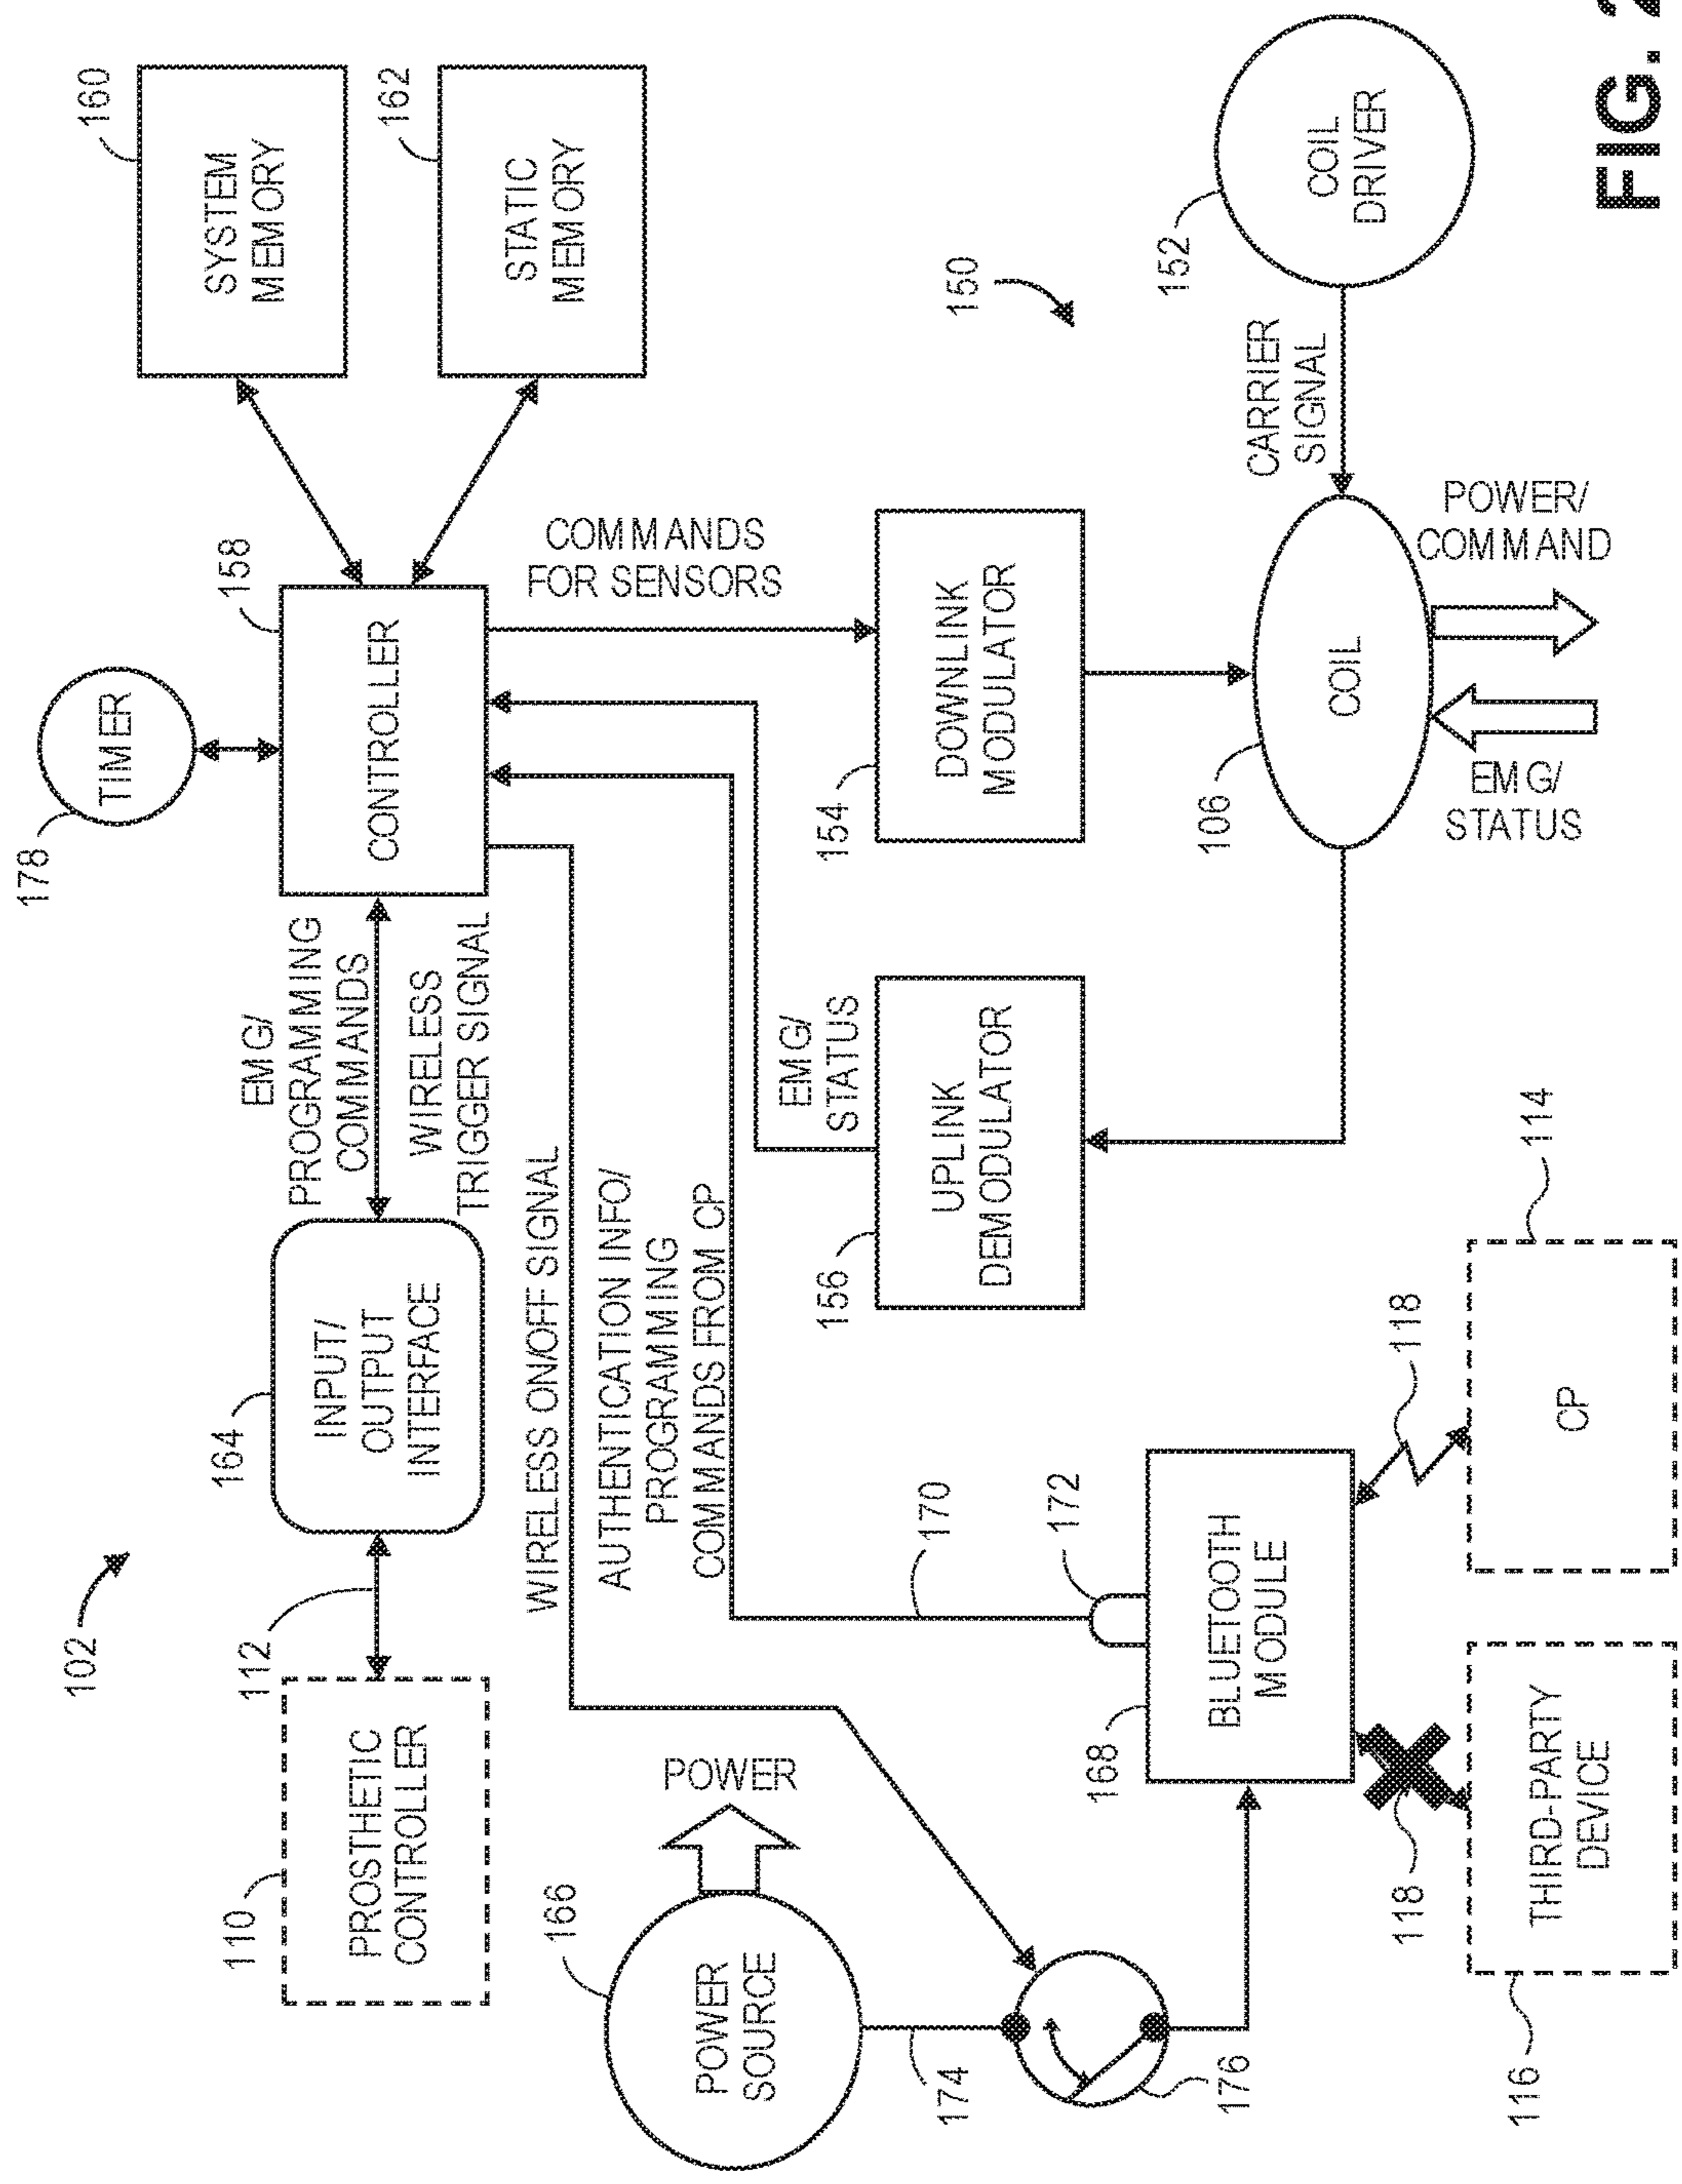 102
110
PROSTHETIC
CONTROLLER
112
164
INPUT/
OUTPUT
INTERFACE
EMG/
PROGRAMMING
COMMANDS
WIRELESS
TRIGGER SIGNAL
178
TIMER
158
CONTROLLER
160
SYSTEM
MEMORY
162
STATIC
MEMORY
WIRELESS ON/OFF SIGNAL
AUTHENTICATION INFO/
PROGRAMMING
COMMANDS FROM CP
COMMANDS
FOR SENSORS
166
POWER
SOURCE
POWER
170
172
EMG/
STATUS
156
UPLINK
DEMODULATOR
154
DOWNLINK
MODULATOR
150
174
176
168
BLUETOOTH
MODULE
106
COIL
CARRIER
SIGNAL
152
COIL
DRIVER
118
118
EMG/
STATUS
POWER/
COMMAND
116
THIRD-PARTY
DEVICE
114
CP
FIG. 2